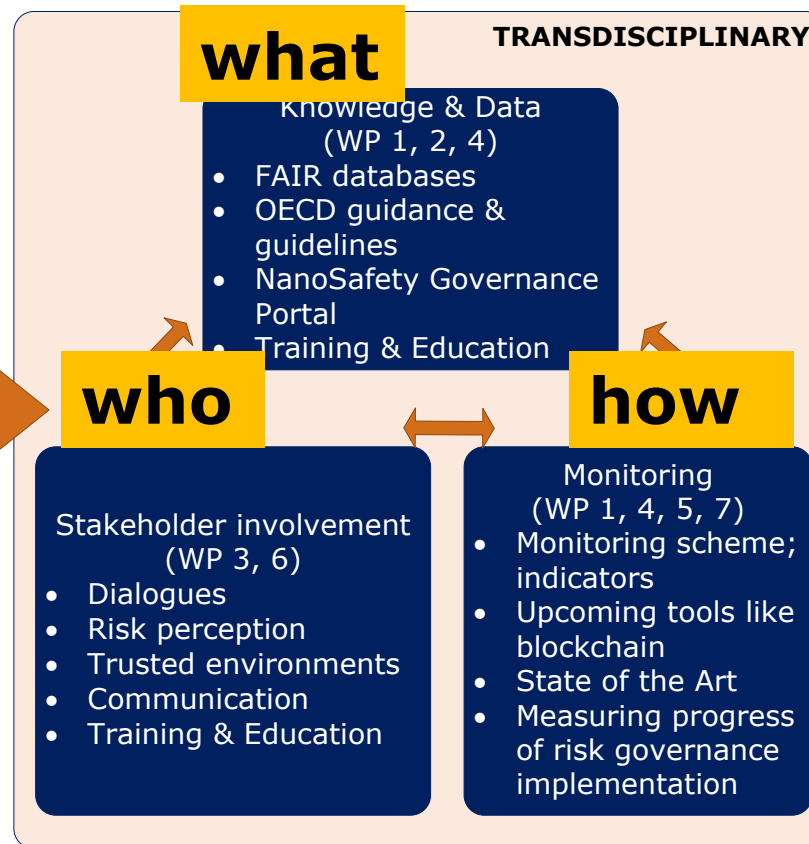 TRANSDISCIPLINARY
what
Knowledge & Data
(WP 1, 2, 4)
• FAIR databases
• OECD guidance &
guidelines
• NanoSafety Governance
Portal
• Training & Education
who
Stakeholder involvement
(WP 3, 6)
• Dialogues
• Risk perception
• Trusted environments
• Communication
• Training & Education
how
Monitoring
(WP 1, 4, 5, 7)
• Monitoring scheme;
indicators
• Upcoming tools like
blockchain
• State of the Art
• Measuring progress
of risk governance
implementation